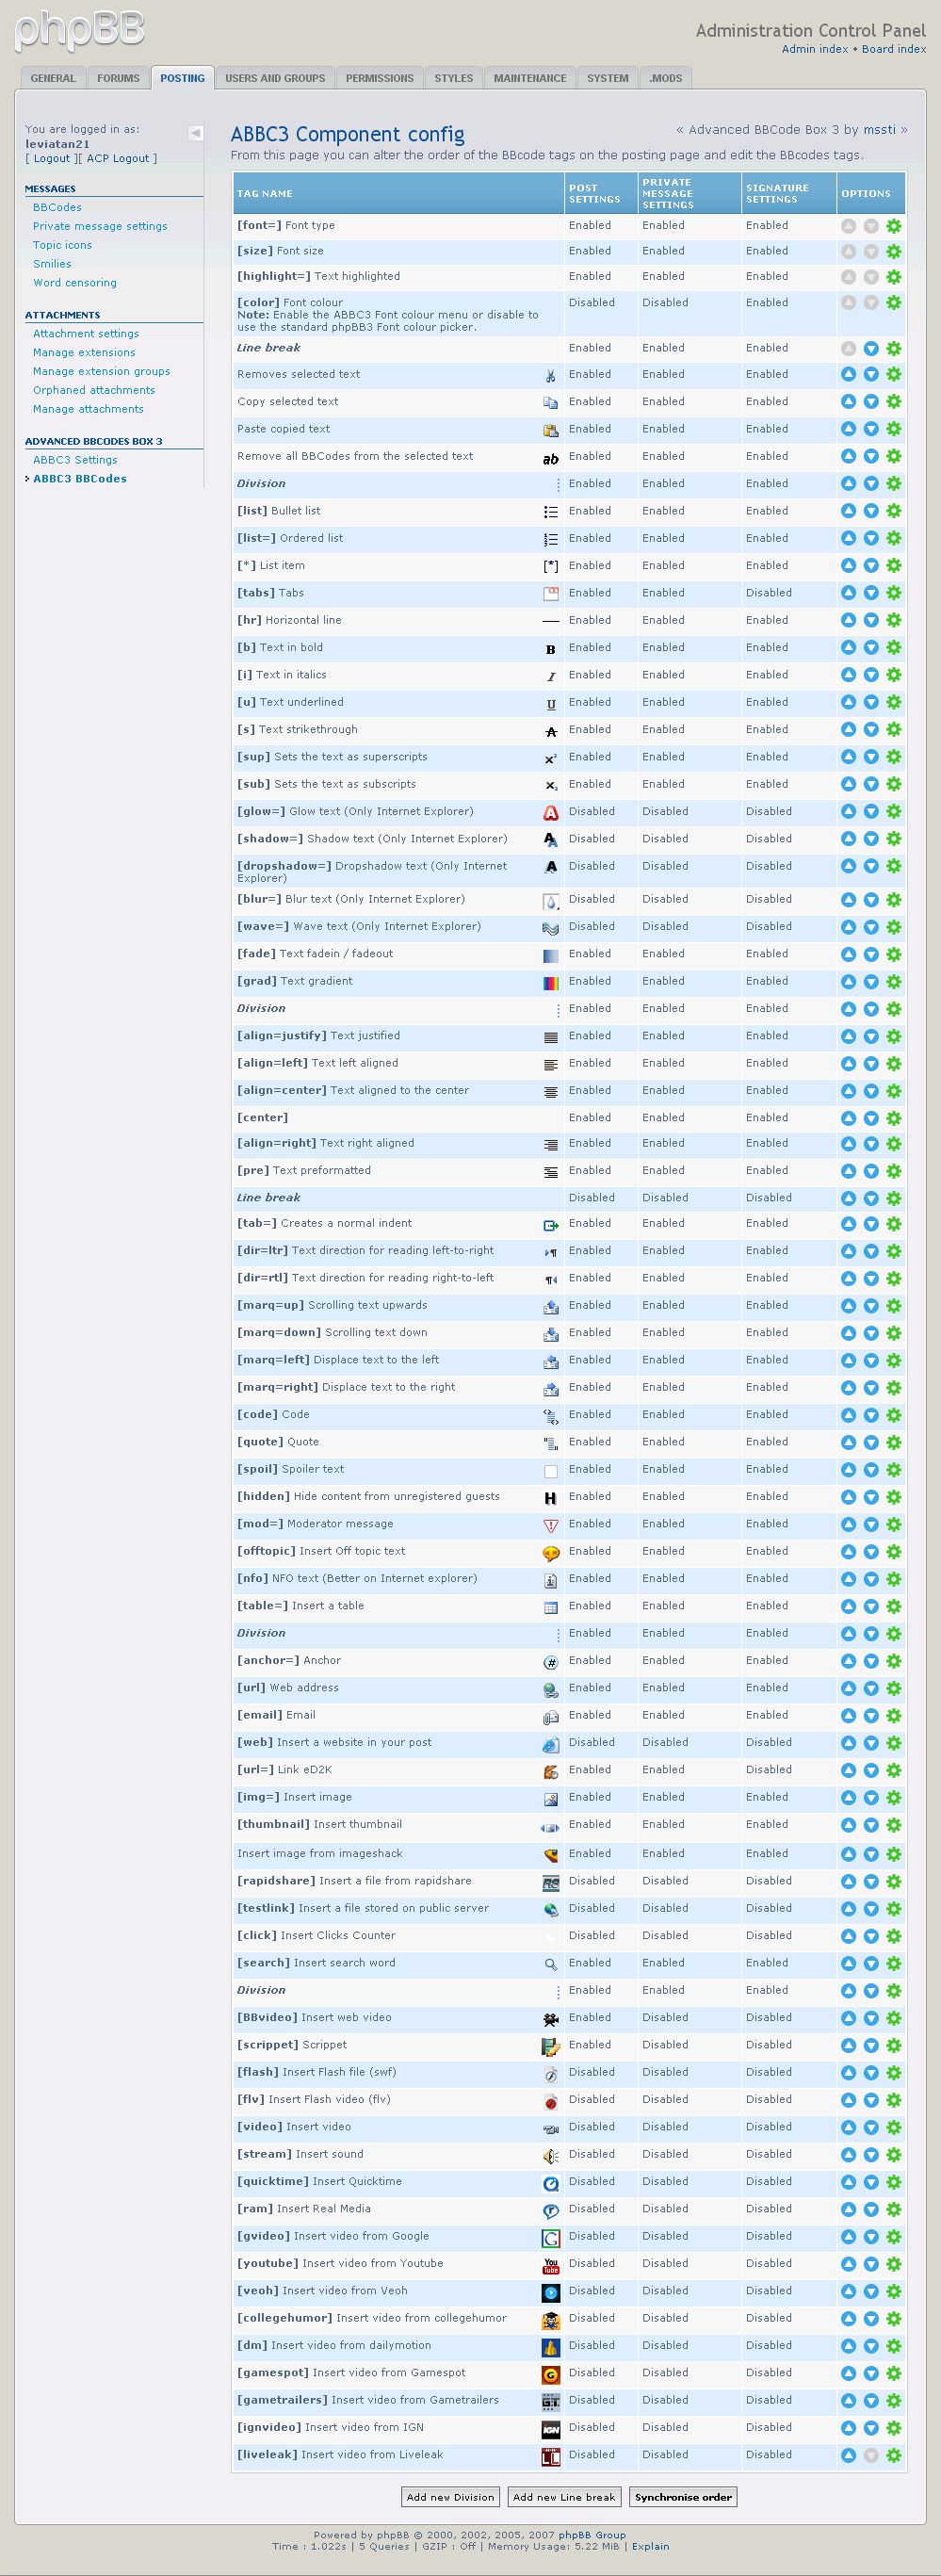 phpBB
Administration Control Panel
Admin index • Board index
GENERAL FORUMS POSTING USERS AND GROUPS PERMISSIONS STYLES MAINTENANCE SYSTEM .MODS
You are logged in as:
leviatan21
[ Logout ][ ACP Logout ]
MESSAGES
BBCodes
Private message settings
Topic icons
Smilies
Word censoring
ATTACHMENTS
Attachment settings
Manage extensions
Manage extension groups
Orphaned attachments
Manage attachments
ADVANCED BBCODES BOX 3
ABBC3 Settings
ABBC3 BBCodes
ABBC3 Component config
« Advanced BBCode Box 3 by mssti »
From this page you can alter the order of the BBcode tags on the posting page and edit the BBcodes tags.
TAG NAME POST SETTINGS PRIVATE MESSAGE SETTINGS SIGNATURE SETTINGS OPTIONS
[font=] Font type Enabled Enabled Enabled
[size] Font size Enabled Enabled Enabled
[highlight=] Text highlighted Enabled Enabled Enabled
[color] Font colour Disabled Disabled Enabled
Note: Enable the ABBC3 Font colour menu or disable to
use the standard phpBB3 Font colour picker.
Line break Enabled Enabled Enabled
Removes selected text Enabled Enabled Enabled
Copy selected text Enabled Enabled Enabled
Paste copied text Enabled Enabled Enabled
Remove all BBCodes from the selected text ab Enabled Enabled Enabled
Division Enabled Enabled Enabled
[list] Bullet list Enabled Enabled Enabled
[list=] Ordered list Enabled Enabled Enabled
[*] List item [*] Enabled Enabled Enabled
[tabs] Tabs Enabled Enabled Disabled
[hr] Horizontal line Enabled Enabled Enabled
[b] Text in bold B Enabled Enabled Enabled
[i] Text in italics I Enabled Enabled Enabled
[u] Text underlined U Enabled Enabled Enabled
[s] Text strikethrough A Enabled Enabled Enabled
[sup] Sets the text as superscripts x² Enabled Enabled Enabled
[sub] Sets the text as subscripts x₂ Enabled Enabled Enabled
[glow=] Glow text (Only Internet Explorer) A Disabled Disabled Disabled
[shadow=] Shadow text (Only Internet Explorer) A Disabled Disabled Disabled
[dropshadow=] Dropshadow text (Only Internet A Disabled Disabled Disabled
Explorer)
[blur=] Blur text (Only Internet Explorer) Disabled Disabled Disabled
[wave=] Wave text (Only Internet Explorer) Disabled Disabled Disabled
[fade] Text fadein / fadeout Enabled Enabled Enabled
[grad] Text gradient Enabled Enabled Enabled
Division Enabled Enabled Enabled
[align=justify] Text justified Enabled Enabled Enabled
[align=left] Text left aligned Enabled Enabled Enabled
[align=center] Text aligned to the center Enabled Enabled Enabled
[center] Enabled Enabled Enabled
[align=right] Text right aligned Enabled Enabled Enabled
[pre] Text preformatted Enabled Enabled Enabled
Line break Disabled Disabled Disabled
[tab=] Creates a normal indent Enabled Enabled Enabled
[dir=ltr] Text direction for reading left-to-right ¶ Enabled Enabled Enabled
[dir=rtl] Text direction for reading right-to-left ¶ Enabled Enabled Enabled
[marq=up] Scrolling text upwards Enabled Enabled Enabled
[marq=down] Scrolling text down Enabled Enabled Enabled
[marq=left] Displace text to the left Enabled Enabled Enabled
[marq=right] Displace text to the right Enabled Enabled Enabled
[code] Code Enabled Enabled Enabled
[quote] Quote Enabled Enabled Enabled
[spoil] Spoiler text Enabled Enabled Enabled
[hidden] Hide content from unregistered guests H Enabled Enabled Enabled
[mod=] Moderator message Enabled Enabled Enabled
[offtopic] Insert Off topic text Enabled Enabled Enabled
[nfo] NFO text (Better on Internet explorer) Enabled Enabled Enabled
[table=] Insert a table Enabled Enabled Enabled
Division Enabled Enabled Enabled
[anchor=] Anchor # Enabled Enabled Enabled
[url] Web address Enabled Enabled Enabled
[email] Email Enabled Enabled Enabled
[web] Insert a website in your post Disabled Disabled Disabled
[url=] Link eD2K Enabled Enabled Disabled
[img=] Insert image Enabled Enabled Enabled
[thumbnail] Insert thumbnail Enabled Enabled Enabled
Insert image from imageshack Enabled Enabled Enabled
[rapidshare] Insert a file from rapidshare RS Disabled Disabled Disabled
[testlink] Insert a file stored on public server Disabled Disabled Disabled
[click] Insert Clicks Counter Disabled Disabled Disabled
[search] Insert search word Enabled Enabled Enabled
Division Enabled Enabled Enabled
[BBvideo] Insert web video Enabled Disabled Disabled
[scrippet] Scrippet Enabled Disabled Disabled
[flash] Insert Flash file (swf) Disabled Disabled Disabled
[flv] Insert Flash video (flv) Disabled Disabled Disabled
[video] Insert video Disabled Disabled Disabled
[stream] Insert sound Disabled Disabled Disabled
[quicktime] Insert Quicktime Disabled Disabled Disabled
[ram] Insert Real Media Disabled Disabled Disabled
[gvideo] Insert video from Google G Disabled Disabled Disabled
[youtube] Insert video from Youtube You Tube Disabled Disabled Disabled
[veoh] Insert video from Veoh Disabled Disabled Disabled
[collegehumor] Insert video from collegehumor Disabled Disabled Disabled
[dm] Insert video from dailymotion Disabled Disabled Disabled
[gamespot] Insert video from Gamespot G Disabled Disabled Disabled
[gametrailers] Insert video from Gametrailers GT Disabled Disabled Disabled
[ignvideo] Insert video from IGN IGN Disabled Disabled Disabled
[liveleak] Insert video from Liveleak LL Disabled Disabled Disabled
Add new Division Add new Line break Synchronise order
Powered by phpBB © 2000, 2002, 2005, 2007 phpBB Group
Time : 1.022s | 5 Queries | GZIP : Off | Memory Usage: 5.22 MiB | Explain